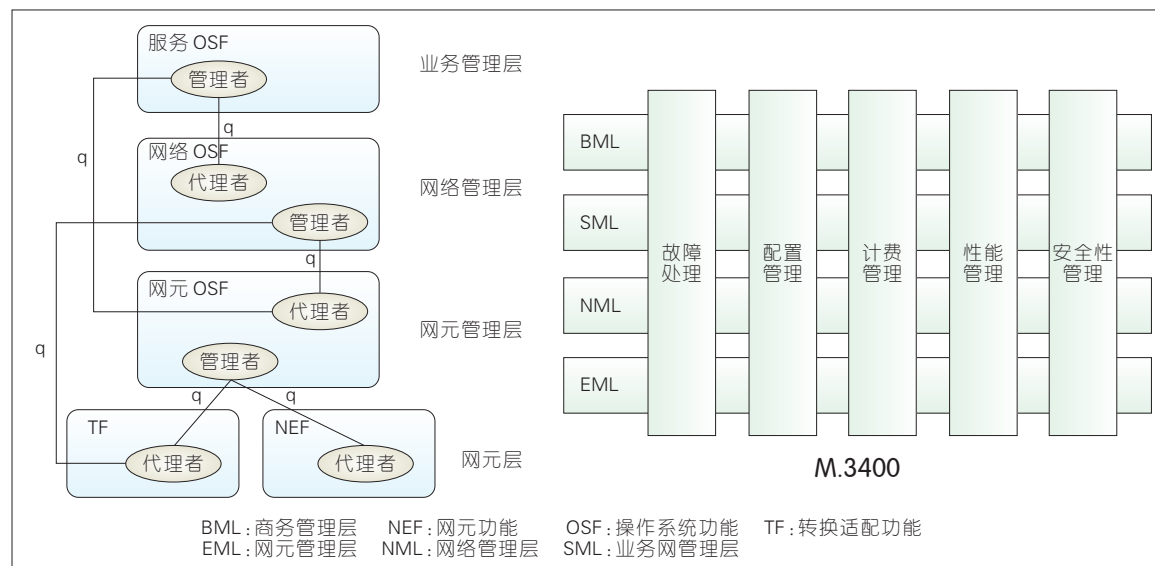 服务 OSF
管理者
业务管理层
q
q
网络 OSF
代理者
网络管理层
管理者
q
网元 OSF
代理者
网元管理层
q
管理者
q
q
TF
代理者
NEF
代理者
网元层
BML
SML
NML
EML
故障
处理
配置
管理
计费
管理
性能
管理
安全性
管理
M.3400
BML:商务管理层 NEF:网元功能 OSF:操作系统功能 TF:转换适配功能
EML:网元管理层 NML:网络管理层 SML:业务网管理层